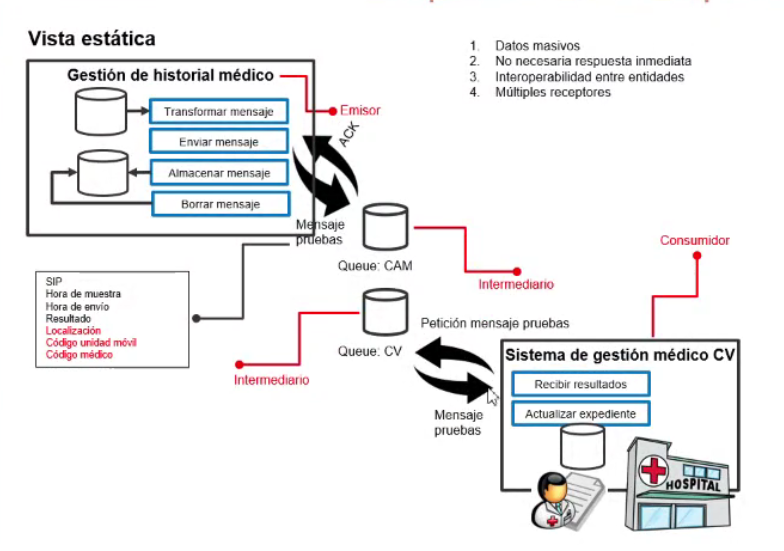 Vista estática
1. Datos masivos
2. No necesaria respuesta inmediata
3. Interoperabilidad entre entidades
4. Múltiples receptores
Gestión de historial médico
Transformar mensaje
Enviar mensaje
Almacenar mensaje
Borrar mensaje
Emisor
ACK
Mensaje
pruebas
Queue: CAM
Intermediario
Consumidor
SIP
Hora de muestra
Hora de envío
Resultado
Localización
Código unidad móvil
Código médico
Queue: CV
Intermediario
Petición mensaje pruebas
Mensaje
pruebas
Sistema de gestión médico CV
Recibir resultados
Actualizar expediente
HOSPITAL